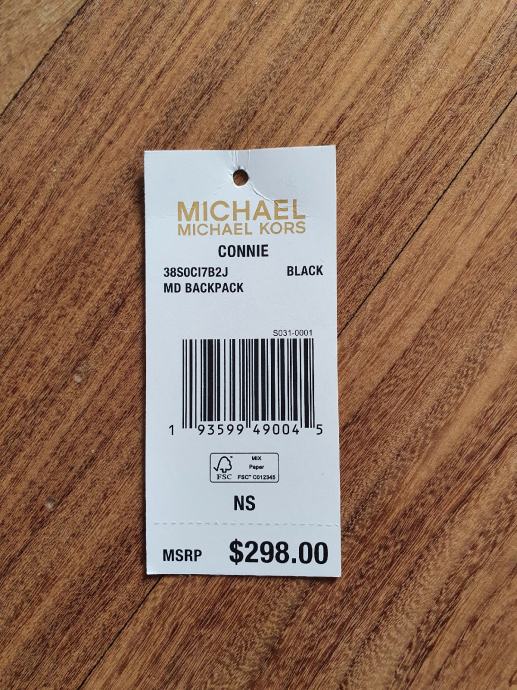 MICHAEL
MICHAEL KORS
CONNIE
38S0CI7B2J BLACK
MD BACKPACK
S031-0001
1 93599 49004 5
MIX
Paper
FSC FSC™ C012345
NS
MSRP $298.00